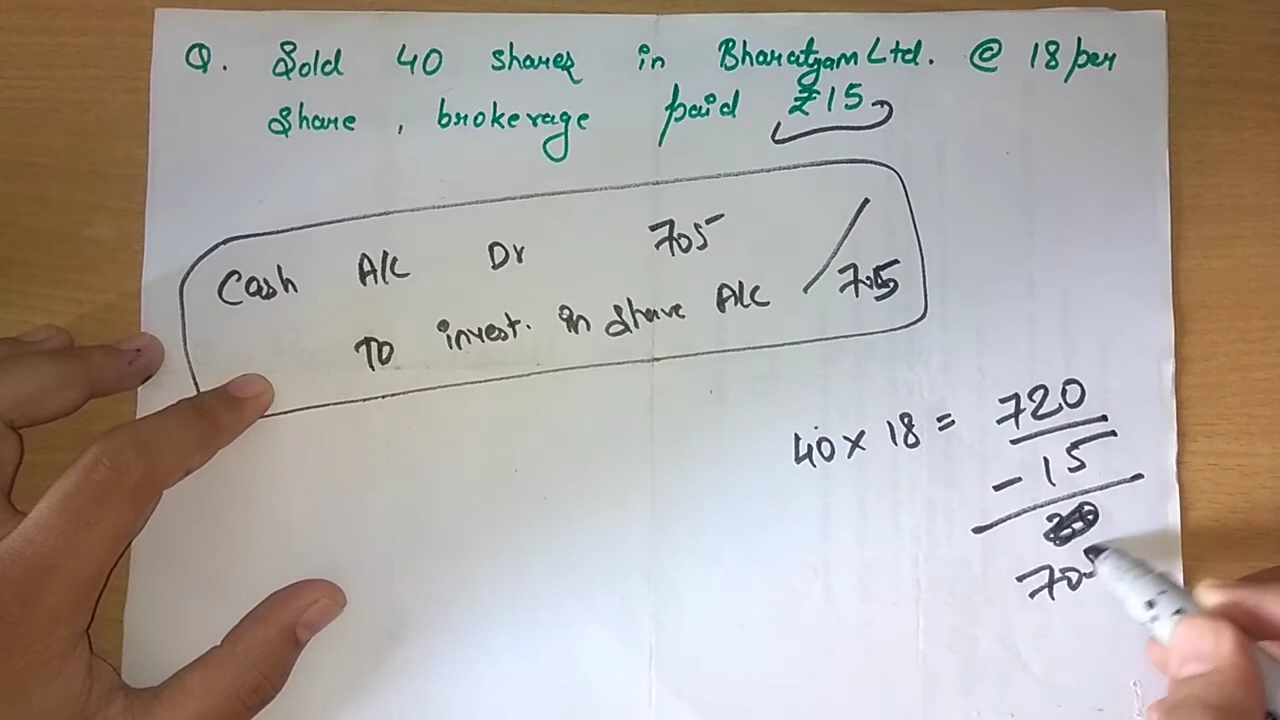 Q. Sold 40 shares in Bharatgam Ltd. @ 18 per
share, brokerage paid ₹15
Cash A/c Dr 705
To invest. in share A/c / 705
40 × 18 = 720
- 15
705